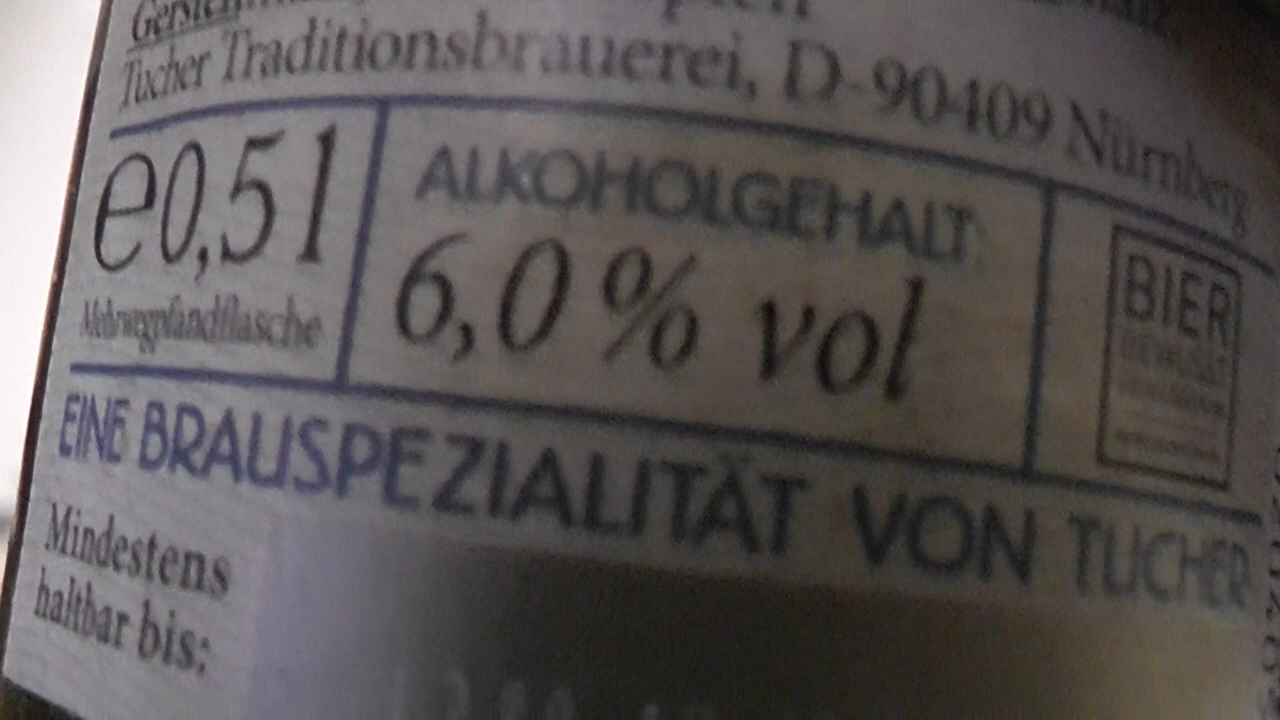 Tucher Traditionsbrauerei, D-90409 Nürnberg
e0,5 l
Mehrwegpfandflasche
ALKOHOLGEHALT:
6,0 % vol
BIER
BEWUSST
EINE BRAUSPEZIALITÄT VON TUCHER
Mindestens
haltbar bis: